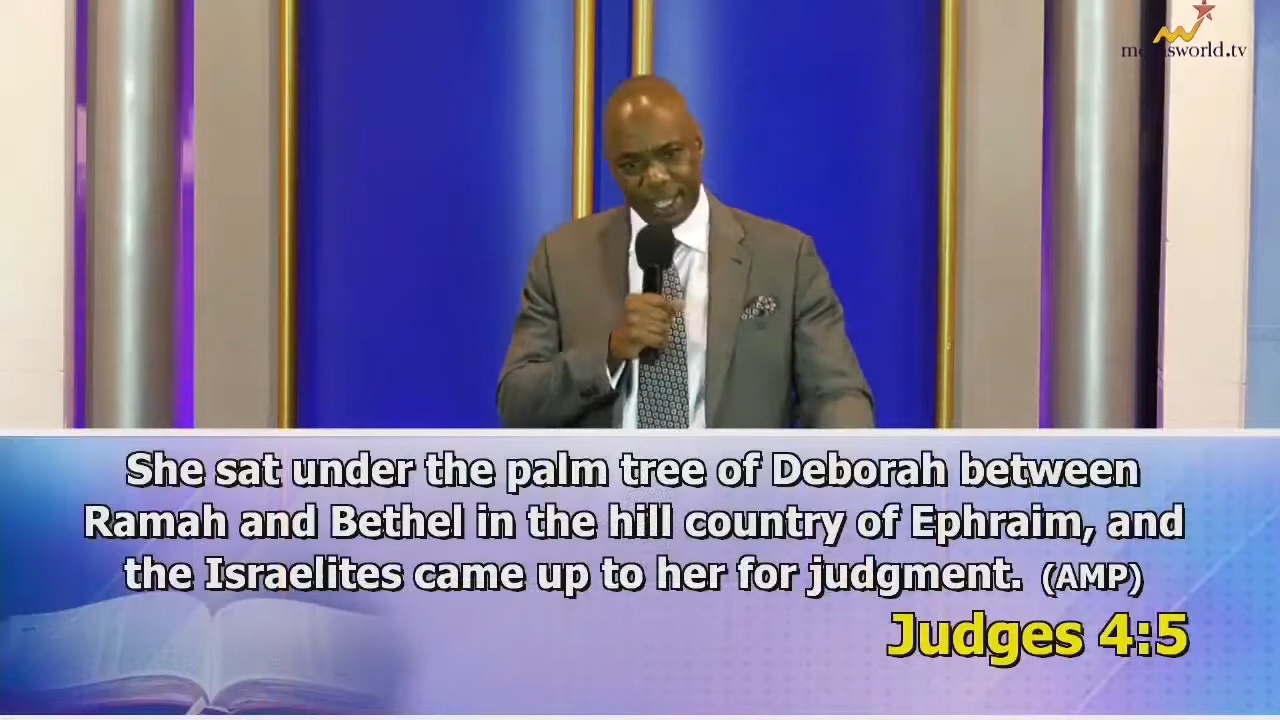 She sat under the palm tree of Deborah between
Ramah and Bethel in the hill country of Ephraim, and
the Israelites came up to her for judgment. (AMP)
Judges 4:5